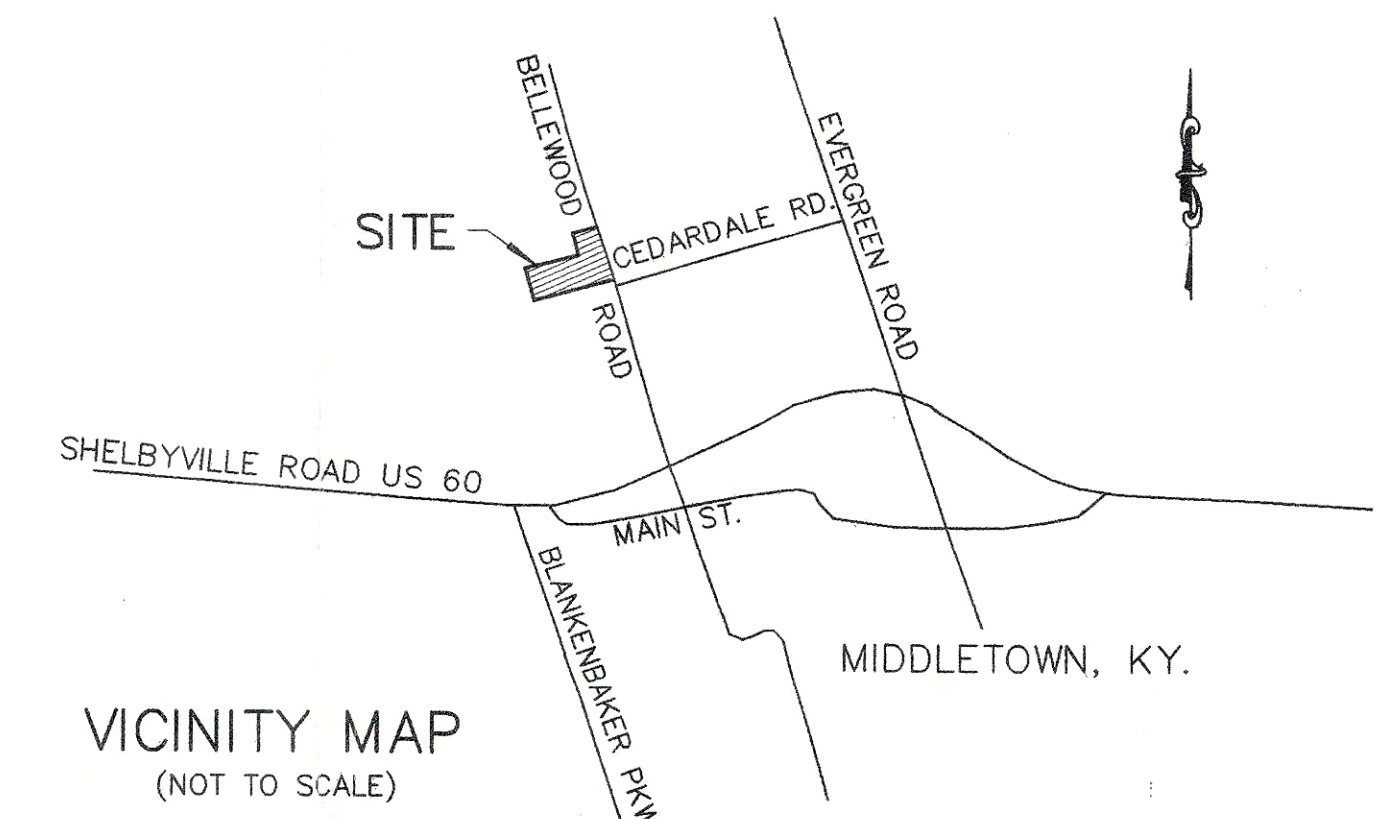 BELLEWOOD ROAD
EVERGREEN ROAD
CEDARDALE RD.
SITE
SHELBYVILLE ROAD US 60
MAIN ST.
BLANKENBAKER PKW
MIDDLETOWN, KY.
VICINITY MAP
(NOT TO SCALE)